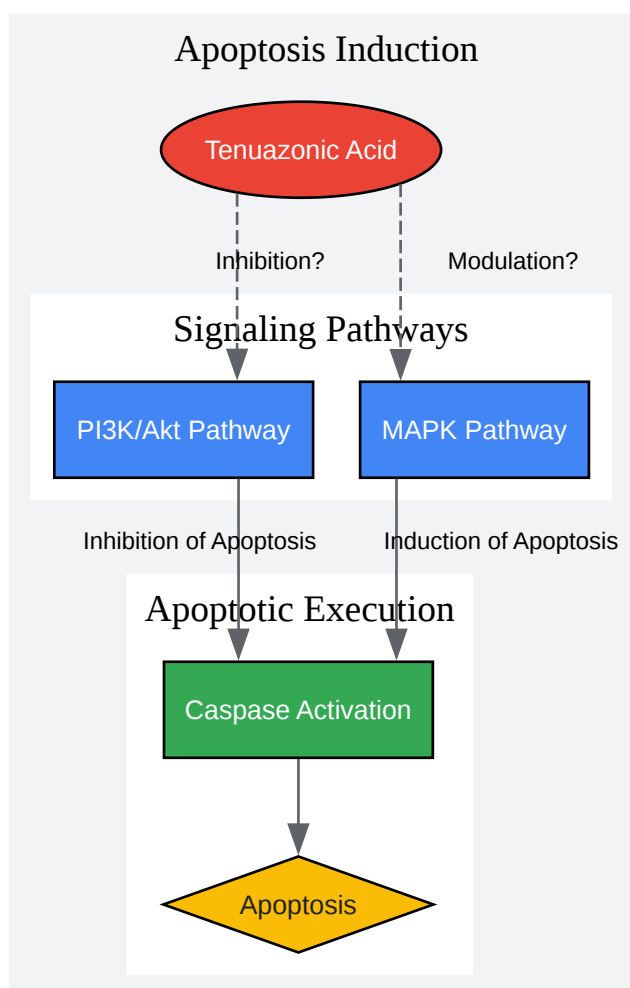 Apoptosis Induction
Tenuazonic Acid
Inhibition?
Modulation?
Signaling Pathways
PI3K/Akt Pathway
MAPK Pathway
Inhibition of Apoptosis
Induction of Apoptosis
Apoptotic Execution
Caspase Activation
Apoptosis